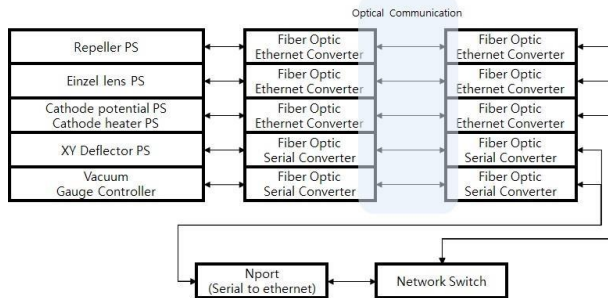 Optical Communication
Repeller PS
Fiber Optic
Ethernet Converter
Fiber Optic
Ethernet Converter
Einzel lens PS
Fiber Optic
Ethernet Converter
Fiber Optic
Ethernet Converter
Cathode potential PS
Cathode heater PS
Fiber Optic
Ethernet Converter
Fiber Optic
Ethernet Converter
XY Deflector PS
Fiber Optic
Serial Converter
Fiber Optic
Serial Converter
Vacuum
Gauge Controller
Fiber Optic
Serial Converter
Fiber Optic
Serial Converter
Nport
(Serial to ethernet)
Network Switch